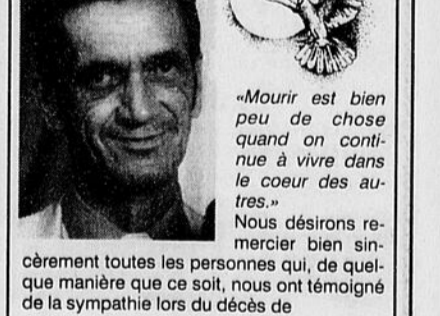 «Mourir est bien
peu de chose
quand on conti-
nue à vivre dans
le coeur des au-
tres.»
Nous désirons re-
mercier bien sin-
cèrement toutes les personnes qui, de quel-
que manière que ce soit, nous ont témoigné
de la sympathie lors du décès de